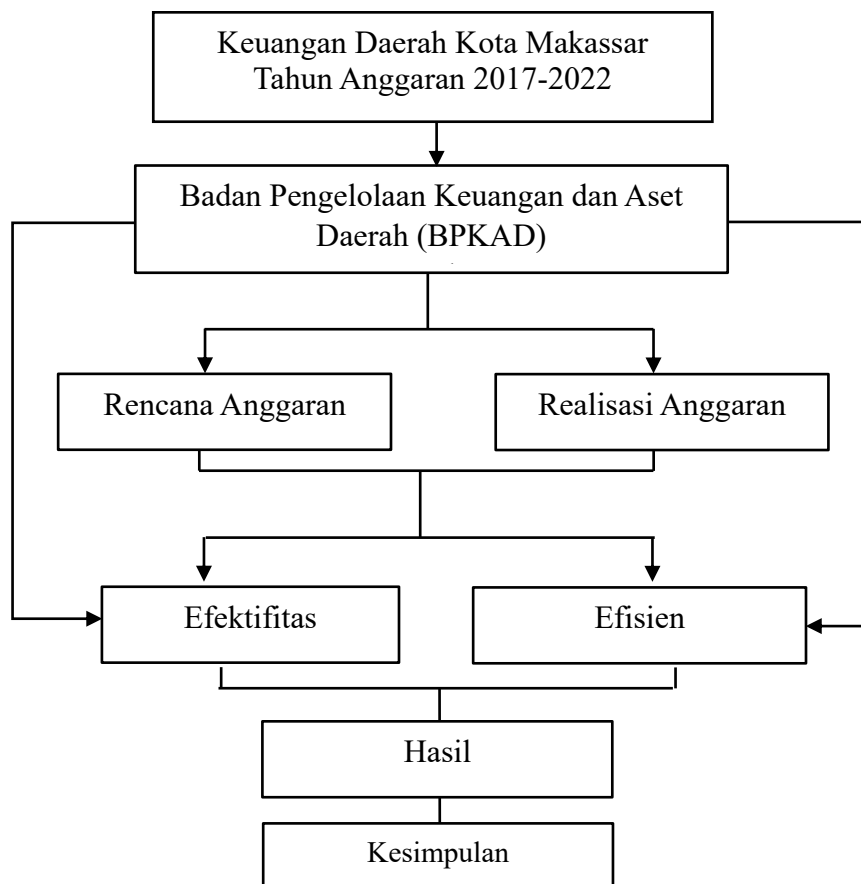 Keuangan Daerah Kota Makassar
Tahun Anggaran 2017-2022
Badan Pengelolaan Keuangan dan Aset
Daerah (BPKAD)
Rencana Anggaran
Realisasi Anggaran
Efektifitas
Efisien
Hasil
Kesimpulan